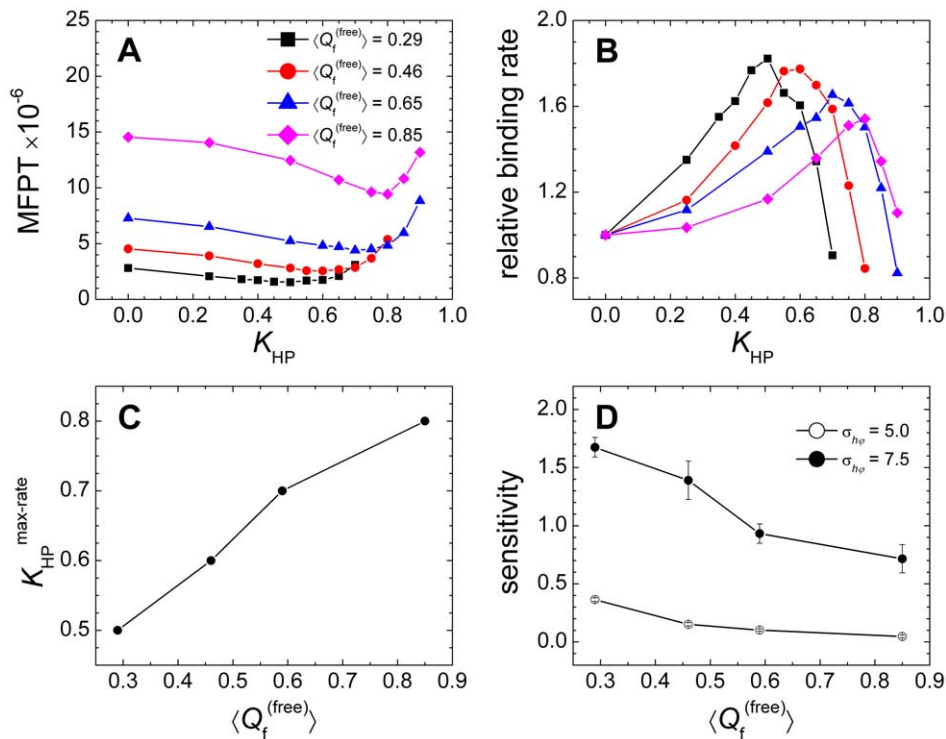 A
MFPT ×10⁻⁶
25
20
15
10
5
0
0.0 0.2 0.4 0.6 0.8 1.0
K_HP
⟨Q_f^(free)⟩ = 0.29
⟨Q_f^(free)⟩ = 0.46
⟨Q_f^(free)⟩ = 0.65
⟨Q_f^(free)⟩ = 0.85
B
relative binding rate
2.0
1.6
1.2
0.8
0.0 0.2 0.4 0.6 0.8 1.0
K_HP
C
K_HP^max-rate
0.8
0.7
0.6
0.5
0.3 0.4 0.5 0.6 0.7 0.8 0.9
⟨Q_f^(free)⟩
D
sensitivity
2.0
1.5
1.0
0.5
0.0
0.3 0.4 0.5 0.6 0.7 0.8 0.9
⟨Q_f^(free)⟩
σ_hφ = 5.0
σ_hφ = 7.5